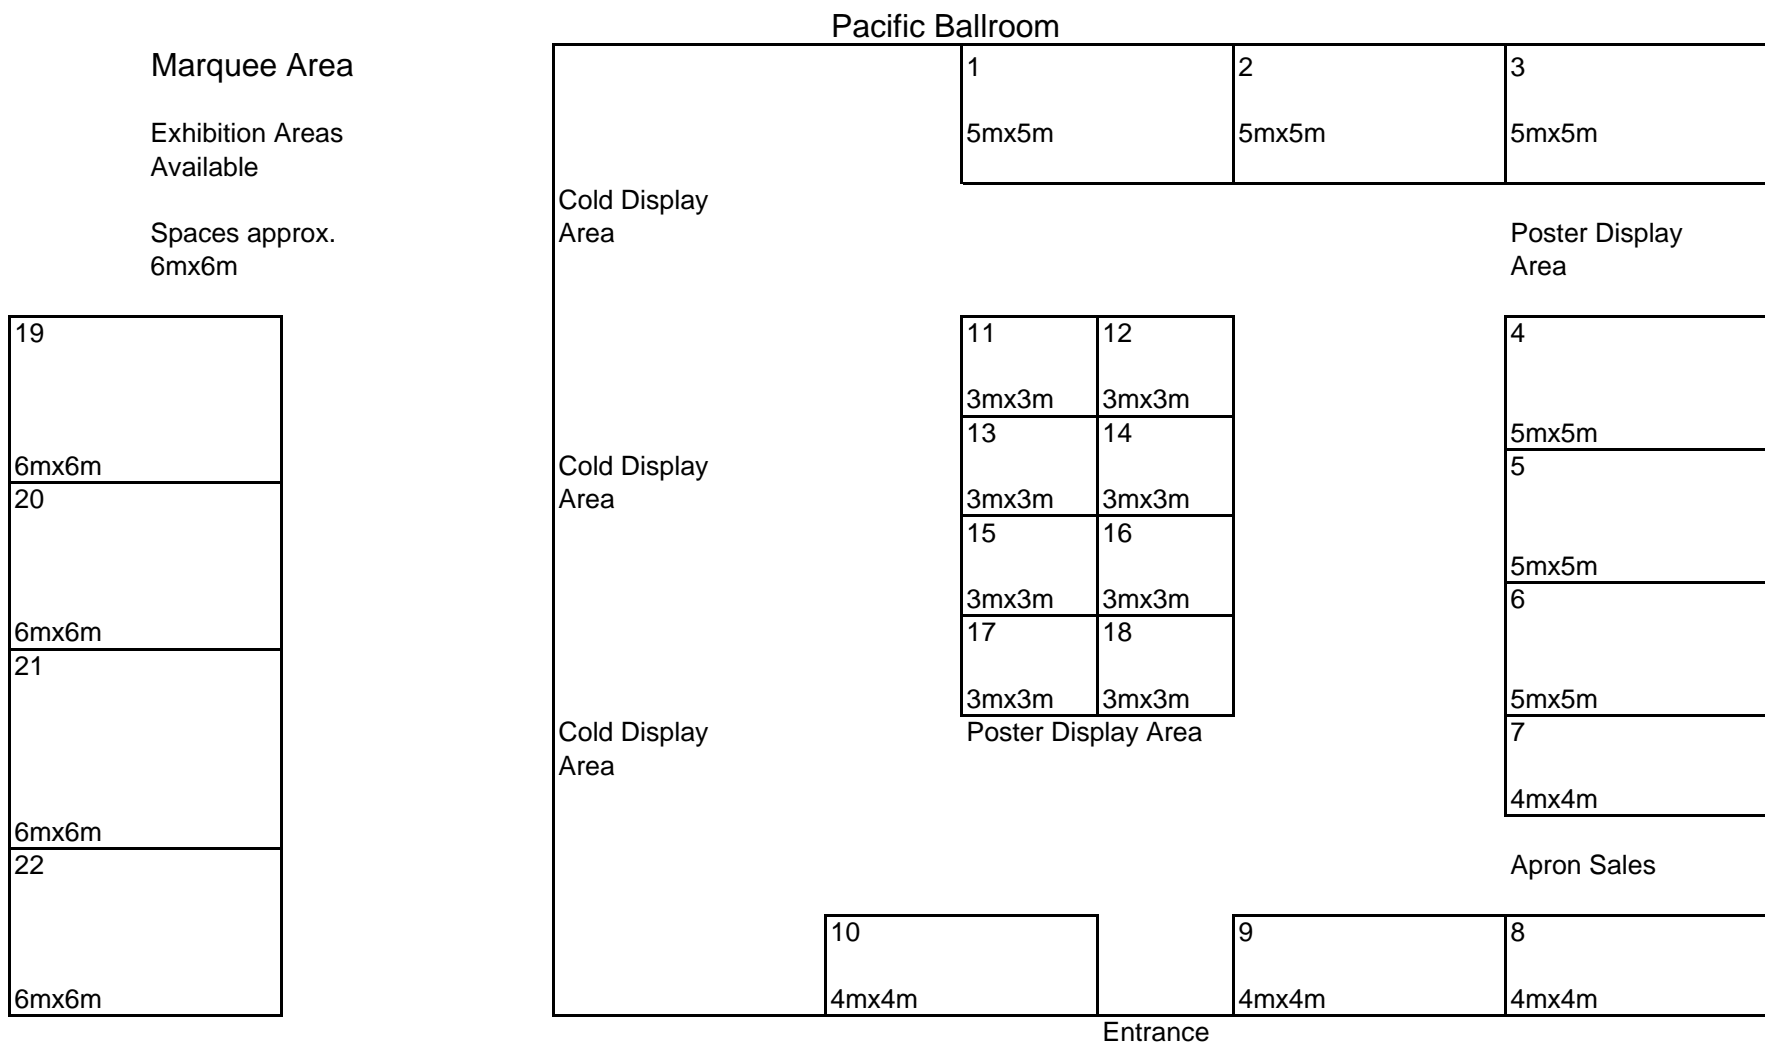 Pacific Ballroom
Marquee Area
Exhibition Areas
Available
Spaces approx.
6mx6m
19
6mx6m
20
6mx6m
21
6mx6m
22
6mx6m
1
5mx5m
2
5mx5m
3
5mx5m
Cold Display
Area
Poster Display
Area
11
3mx3m
12
3mx3m
13
3mx3m
14
3mx3m
15
3mx3m
16
3mx3m
17
3mx3m
18
3mx3m
Poster Display Area
Cold Display
Area
Cold Display
Area
4
5mx5m
5
5mx5m
6
5mx5m
7
4mx4m
Apron Sales
10
4mx4m
9
4mx4m
8
4mx4m
Entrance